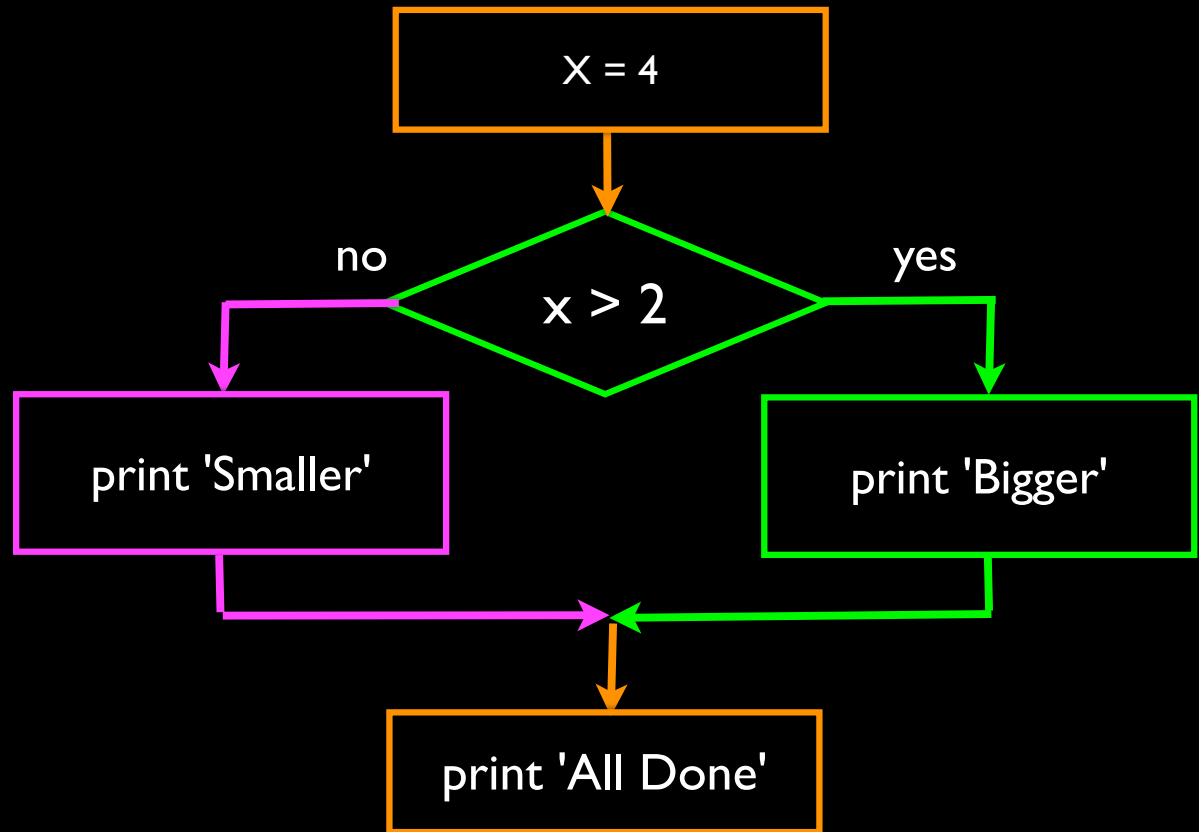 X = 4
no
yes
x > 2
print 'Smaller'
print 'Bigger'
print 'All Done'